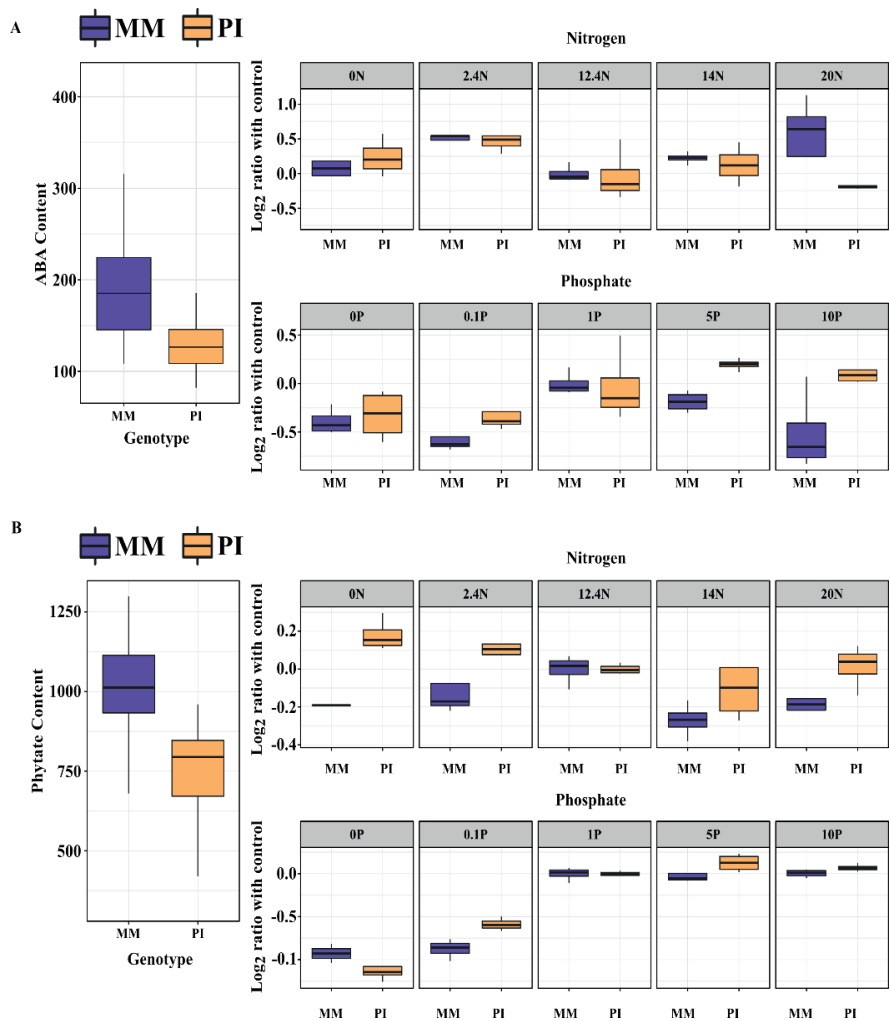 A
MM PI
Nitrogen
0N 2.4N 12.4N 14N 20N
400
300
200
100
ABA Content
MM PI
Genotype
Log2 ratio with control
1.0
0.5
0.0
-0.5
MM PI MM PI MM PI MM PI MM PI
Phosphate
0P 0.1P 1P 5P 10P
Log2 ratio with control
0.5
0.0
-0.5
MM PI MM PI MM PI MM PI MM PI
B
MM PI
Nitrogen
0N 2.4N 12.4N 14N 20N
1250
1000
750
500
Phytate Content
MM PI
Genotype
Log2 ratio with control
0.2
0.0
-0.2
-0.4
MM PI MM PI MM PI MM PI MM PI
Phosphate
0P 0.1P 1P 5P 10P
Log2 ratio with control
0.0
-0.5
-0.1
MM PI MM PI MM PI MM PI MM PI